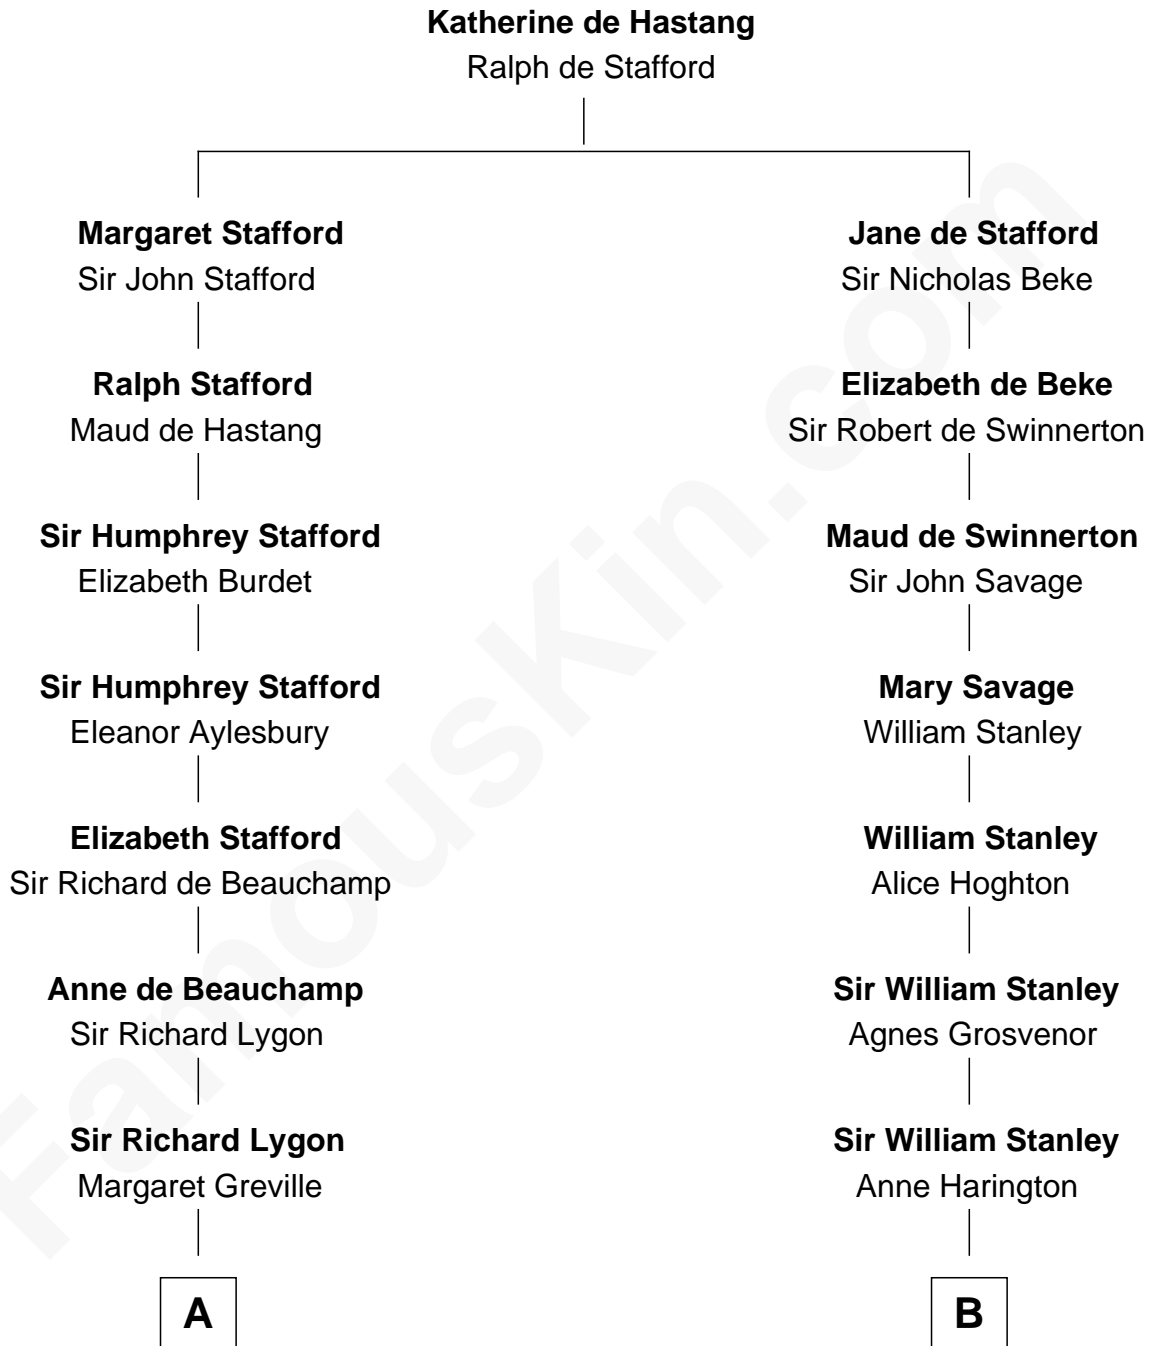 Katherine de Hastang
Ralph de Stafford
Margaret Stafford
Sir John Stafford
Jane de Stafford
Sir Nicholas Beke
Ralph Stafford
Maud de Hastang
Elizabeth de Beke
Sir Robert de Swinnerton
Sir Humphrey Stafford
Elizabeth Burdet
Maud de Swinnerton
Sir John Savage
Sir Humphrey Stafford
Eleanor Aylesbury
Mary Savage
William Stanley
Elizabeth Stafford
Sir Richard de Beauchamp
William Stanley
Alice Hoghton
Anne de Beauchamp
Sir Richard Lygon
Sir William Stanley
Agnes Grosvenor
Sir Richard Lygon
Margaret Greville
Sir William Stanley
Anne Harington
A
B
FamousKin.com